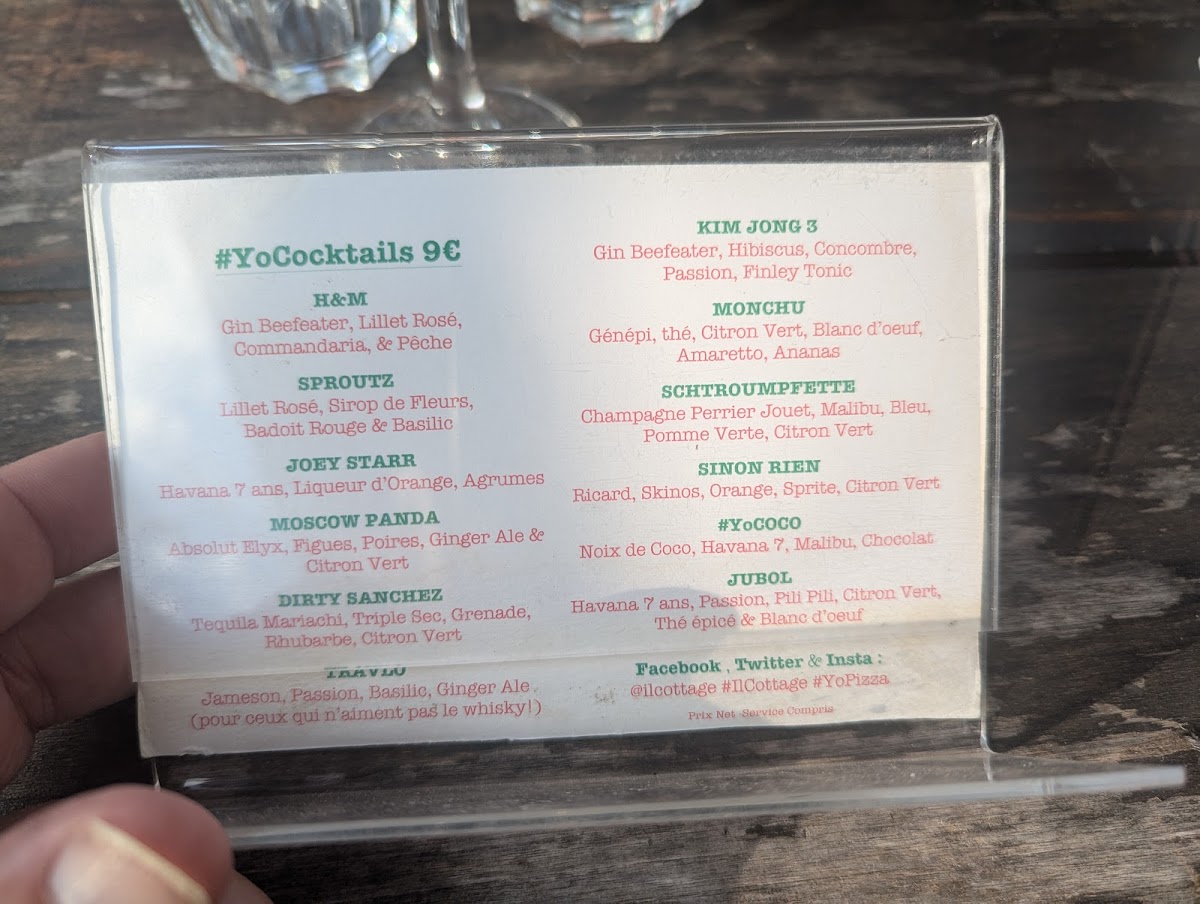 #YoCocktails 9€
H&M
Gin Beefeater, Lillet Rosé,
Commandaria, & Pêche
SPROUTZ
Lillet Rosé, Sirop de Fleurs,
Badoit Rouge & Basilic
JOEY STARR
Havana 7 ans, Liqueur d'Orange, Agrumes
MOSCOW PANDA
Absolut Elyx, Figues, Poires, Ginger Ale &
Citron Vert
DIRTY SANCHEZ
Tequila Mariachi, Triple Sec, Grenade,
Rhubarbe, Citron Vert
TRAVLO
Jameson, Passion, Basilic, Ginger Ale
(pour ceux qui n'aiment pas le whisky!)
KIM JONG 3
Gin Beefeater, Hibiscus, Concombre,
Passion, Finley Tonic
MONCHU
Génépi, thé, Citron Vert, Blanc d'oeuf,
Amaretto, Ananas
SCHTROUMPFETTE
Champagne Perrier Jouet, Malibu, Bleu,
Pomme Verte, Citron Vert
SINON RIEN
Ricard, Skinos, Orange, Sprite, Citron Vert
#YoCOCO
Noix de Coco, Havana 7, Malibu, Chocolat
JUBOL
Havana 7 ans, Passion, Pili Pili, Citron Vert,
Thé épicé & Blanc d'oeuf
Facebook , Twitter & Insta :
@ilcottage #IlCottage #YoPizza
Prix Net -Service Compris